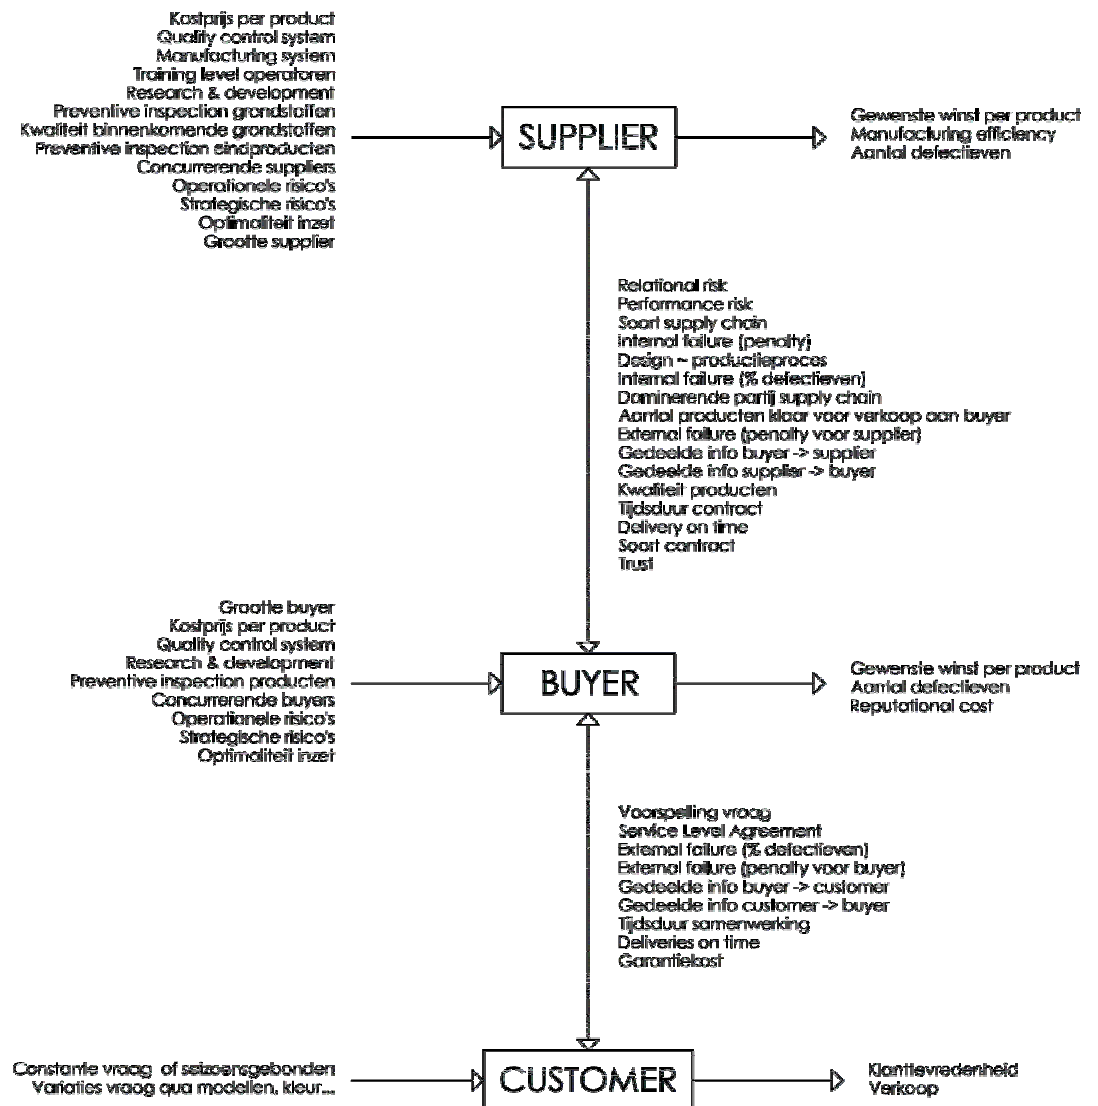 Kostprijs per product
Quality control system
Manufacturing system
Training level operatoren
Research & development
Preventive inspection grondstoffen
Kwaliteit binnenkomende grondstoffen
Preventive inspection eindproducten
Concurrerende suppliers
Operationele risico's
Strategische risico's
Optimaliteit inzet
Grootte supplier
SUPPLIER
Gewenste winst per product
Manufacturing efficiency
Aantal defectieven
Relational risk
Performance risk
Soort supply chain
Internal failure (penalty)
Design ~ productieproces
Internal failure (% defectieven)
Dominerende partij supply chain
Aantal producten klaar voor verkoop aan buyer
External failure (penalty voor supplier)
Gedeelde info buyer -> supplier
Gedeelde info supplier -> buyer
Kwaliteit producten
Tijdsduur contract
Delivery on time
Soort contract
Trust
Grootte buyer
Kostprijs per product
Quality control system
Research & development
Preventive inspection producten
Concurrerende buyers
Operationele risico's
Strategische risico's
Optimaliteit inzet
BUYER
Gewenste winst per product
Aantal defectieven
Reputational cost
Voorspelling vraag
Service Level Agreement
External failure (% defectieven)
External failure (penalty voor buyer)
Gedeelde info buyer -> customer
Gedeelde info customer -> buyer
Tijdsduur samenwerking
Deliveries on time
Garantiekost
Constante vraag of seizoensgebonden
Variaties vraag qua modellen, kleur...
CUSTOMER
Klanttevredenheid
Verkoop